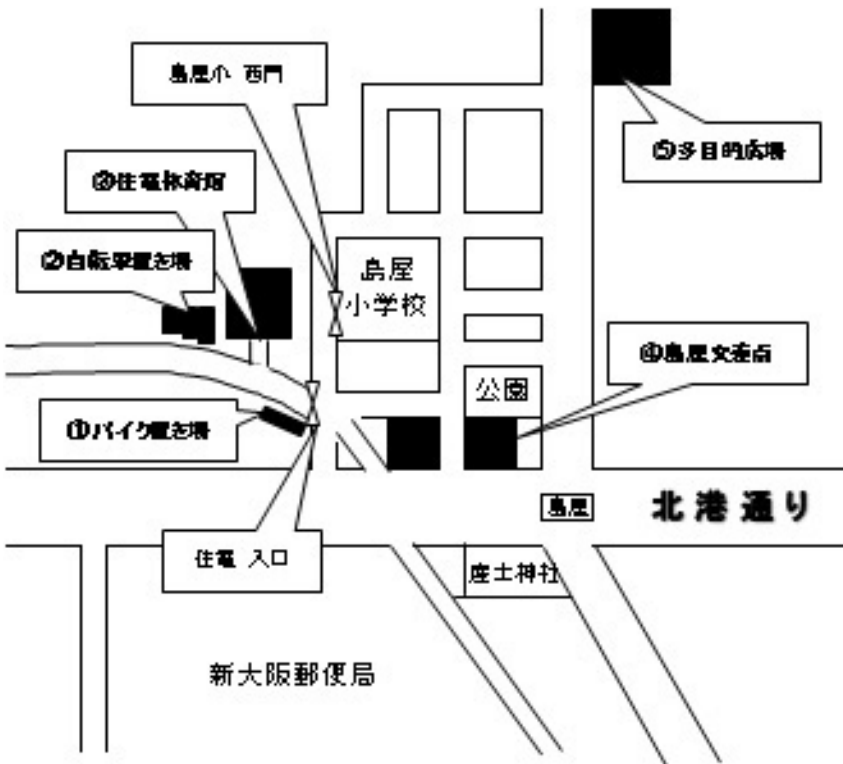 島屋小 西門
⑤多目的広場
③住電体育館
②自転車置き場
島屋
小学校
④島屋交差点
公園
①バイク置き場
島屋
北港通り
住電 入口
産土神社
新大阪郵便局